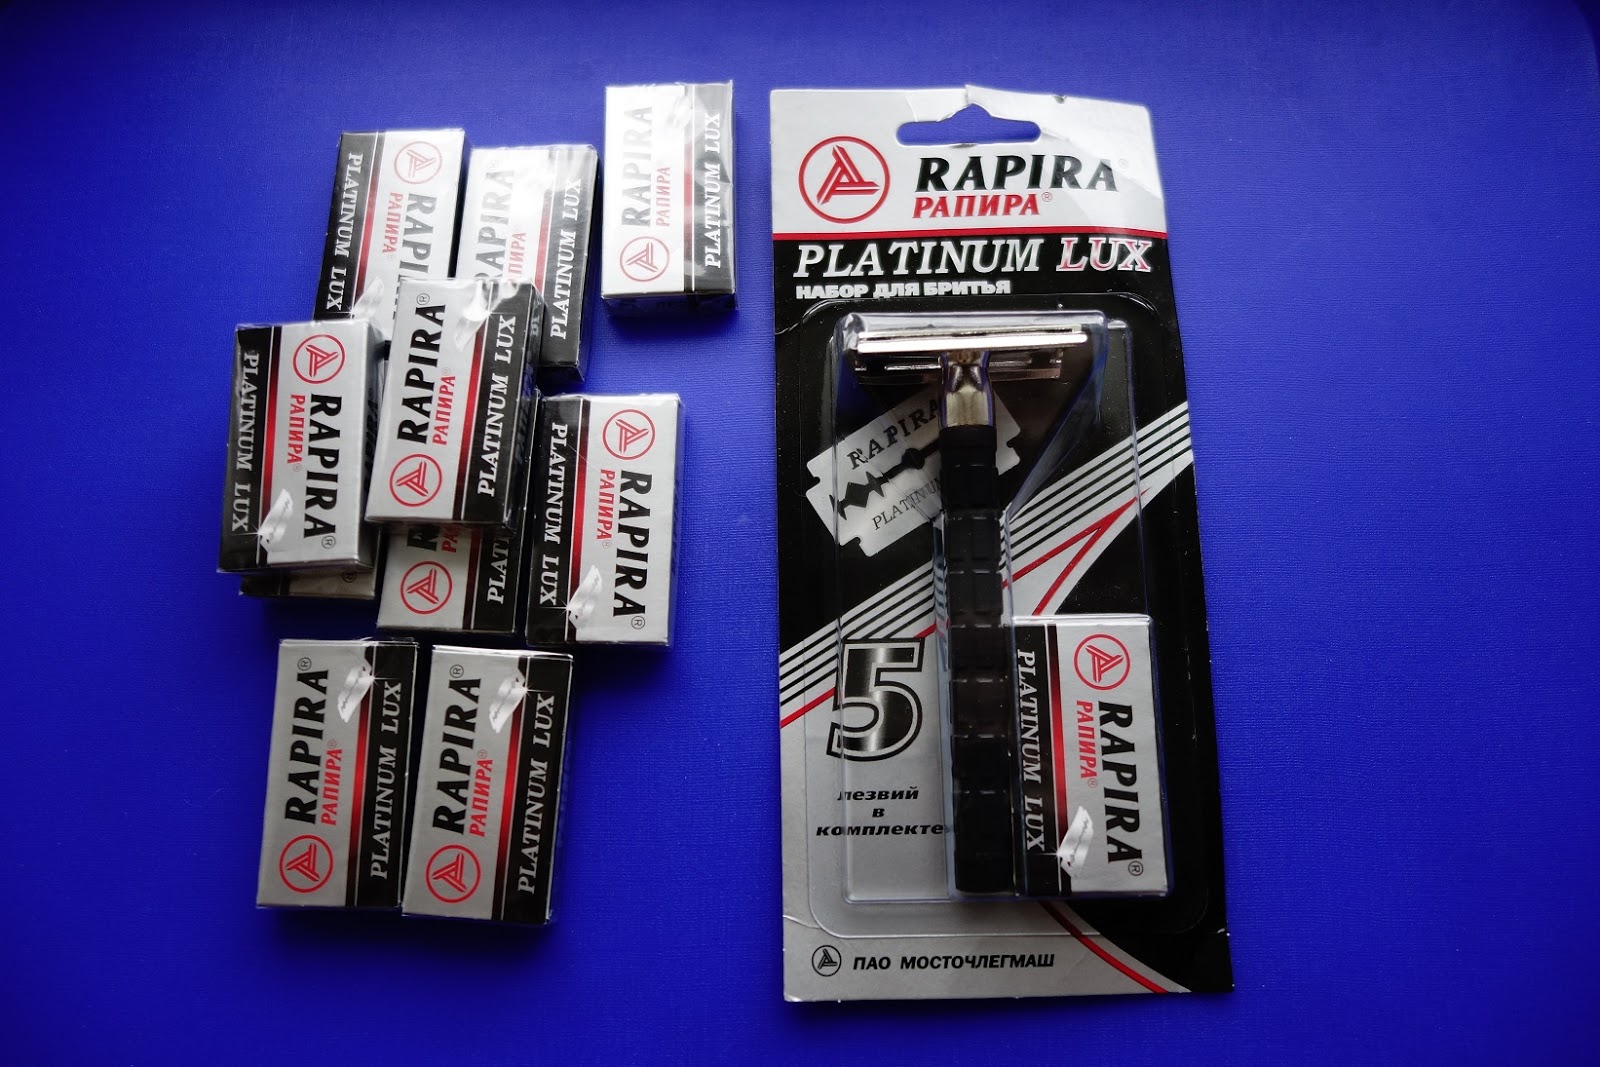 PLATINUM LUX
РАПИРА®
RAPIRA
RAPIRA
РАПИРА
PLATINUM LUX
RAPIRA
РАПИРА®
PLATINUM LUX
PLATINUM LUX
РАПИРА®
RAPIRA®
RAPIRA®
РАПИРА®
PLATINUM LUX
PLATINUM LUX
РАПИРА®
RAPIRA®
RAPIRA®
РАПИРА®
PLATINUM LUX
RAPIRA®
РАПИРА®
PLATINUM LUX
RAPIRA®
РАПИРА®
PLATINUM LUX
НАБОР ДЛЯ БРИТЬЯ
RAPIRA
PLATINUM
5
лезвий
в
комплекте
PLATINUM LUX
РАПИРА®
RAPIRA®
ПАО МОСТОЧЛЕГМАШ